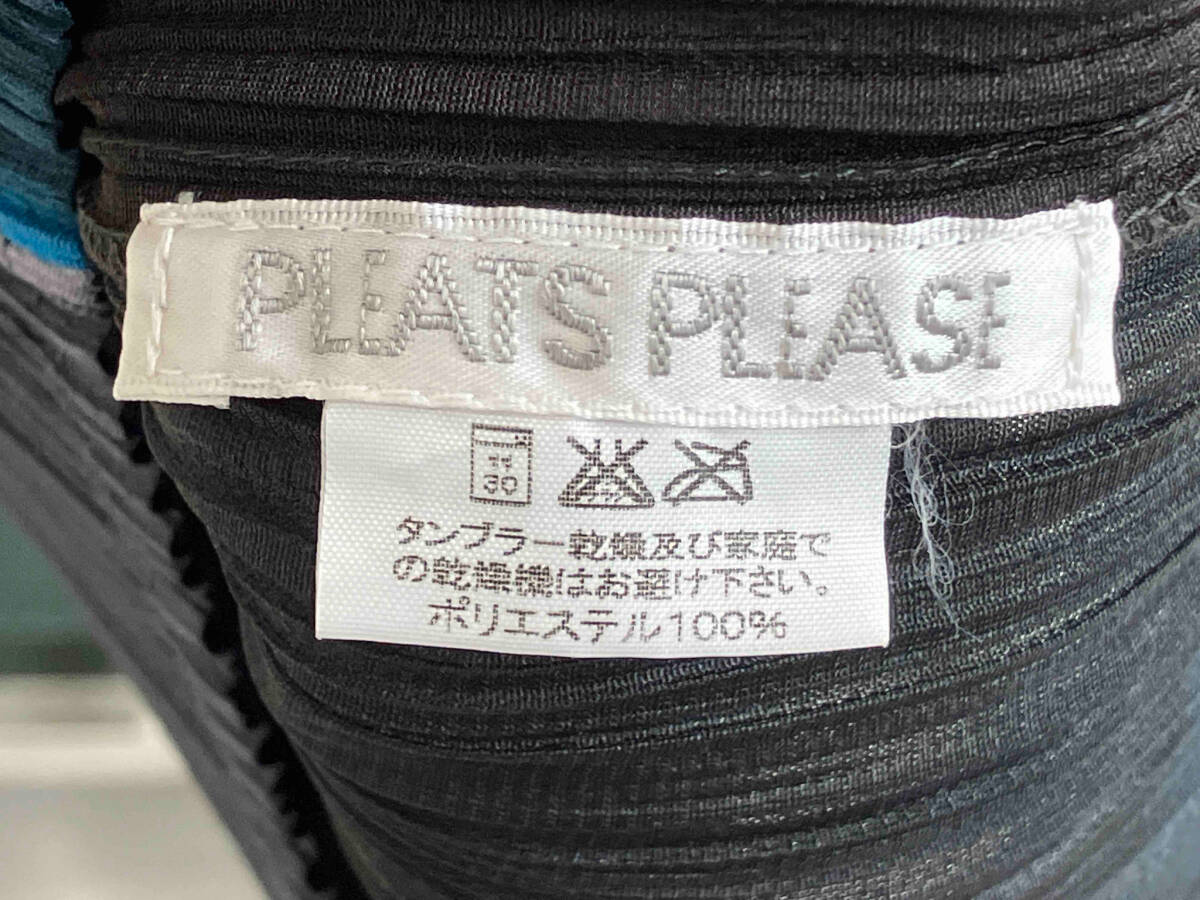 PLEATS PLEASE
30
タンブラー乾燥及び家庭で
の乾燥機はお避け下さい。
ポリエステル100%